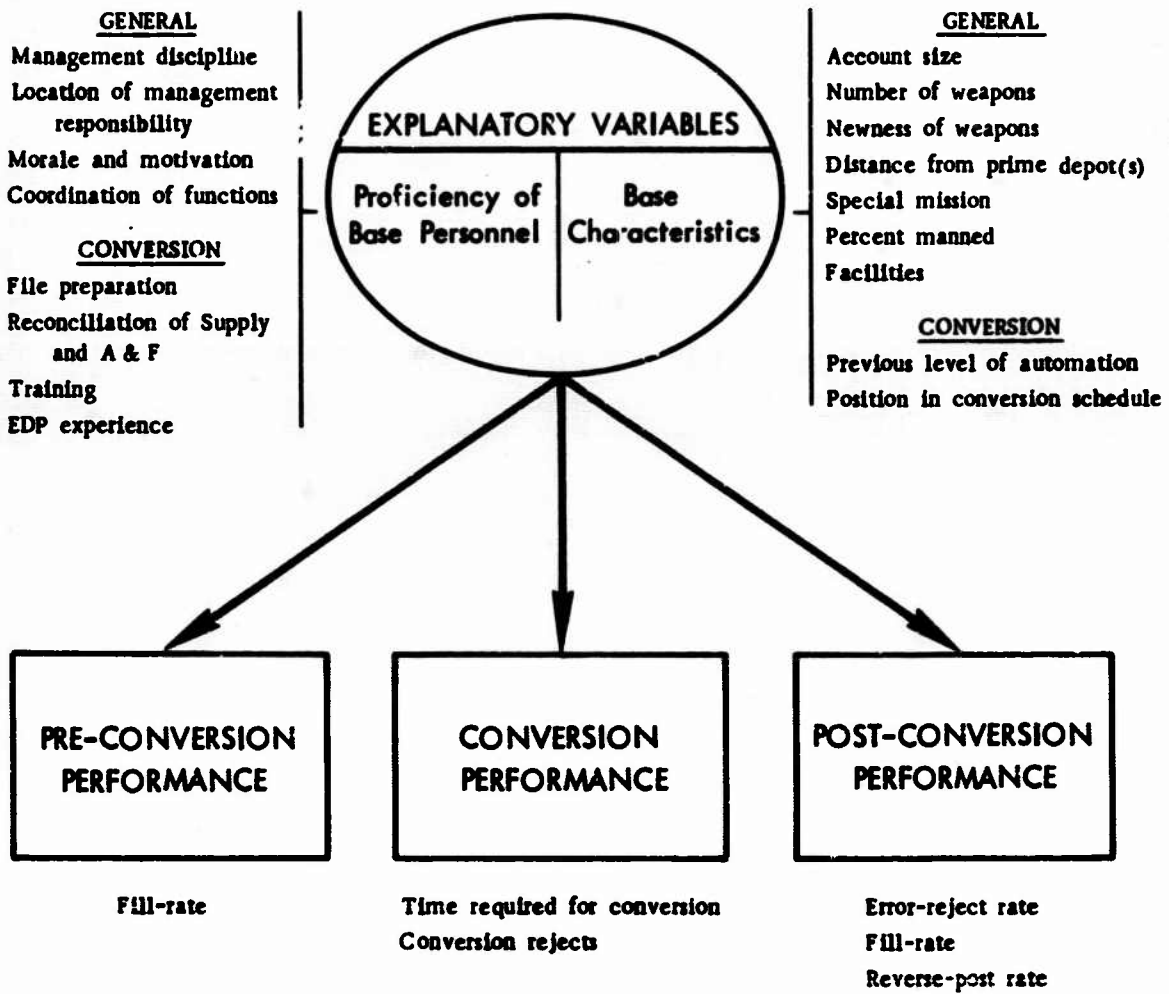 GENERAL
Management discipline
Location of management
responsibility
Morale and motivation
Coordination of functions
CONVERSION
File preparation
Reconciliation of Supply
and A & F
Training
EDP experience
EXPLANATORY VARIABLES
Proficiency of
Base Personnel
Base
Characteristics
GENERAL
Account size
Number of weapons
Newness of weapons
Distance from prime depot(s)
Special mission
Percent manned
Facilities
CONVERSION
Previous level of automation
Position in conversion schedule
PRE-CONVERSION
PERFORMANCE
Fill-rate
CONVERSION
PERFORMANCE
Time required for conversion
Conversion rejects
POST-CONVERSION
PERFORMANCE
Error-reject rate
Fill-rate
Reverse-post rate